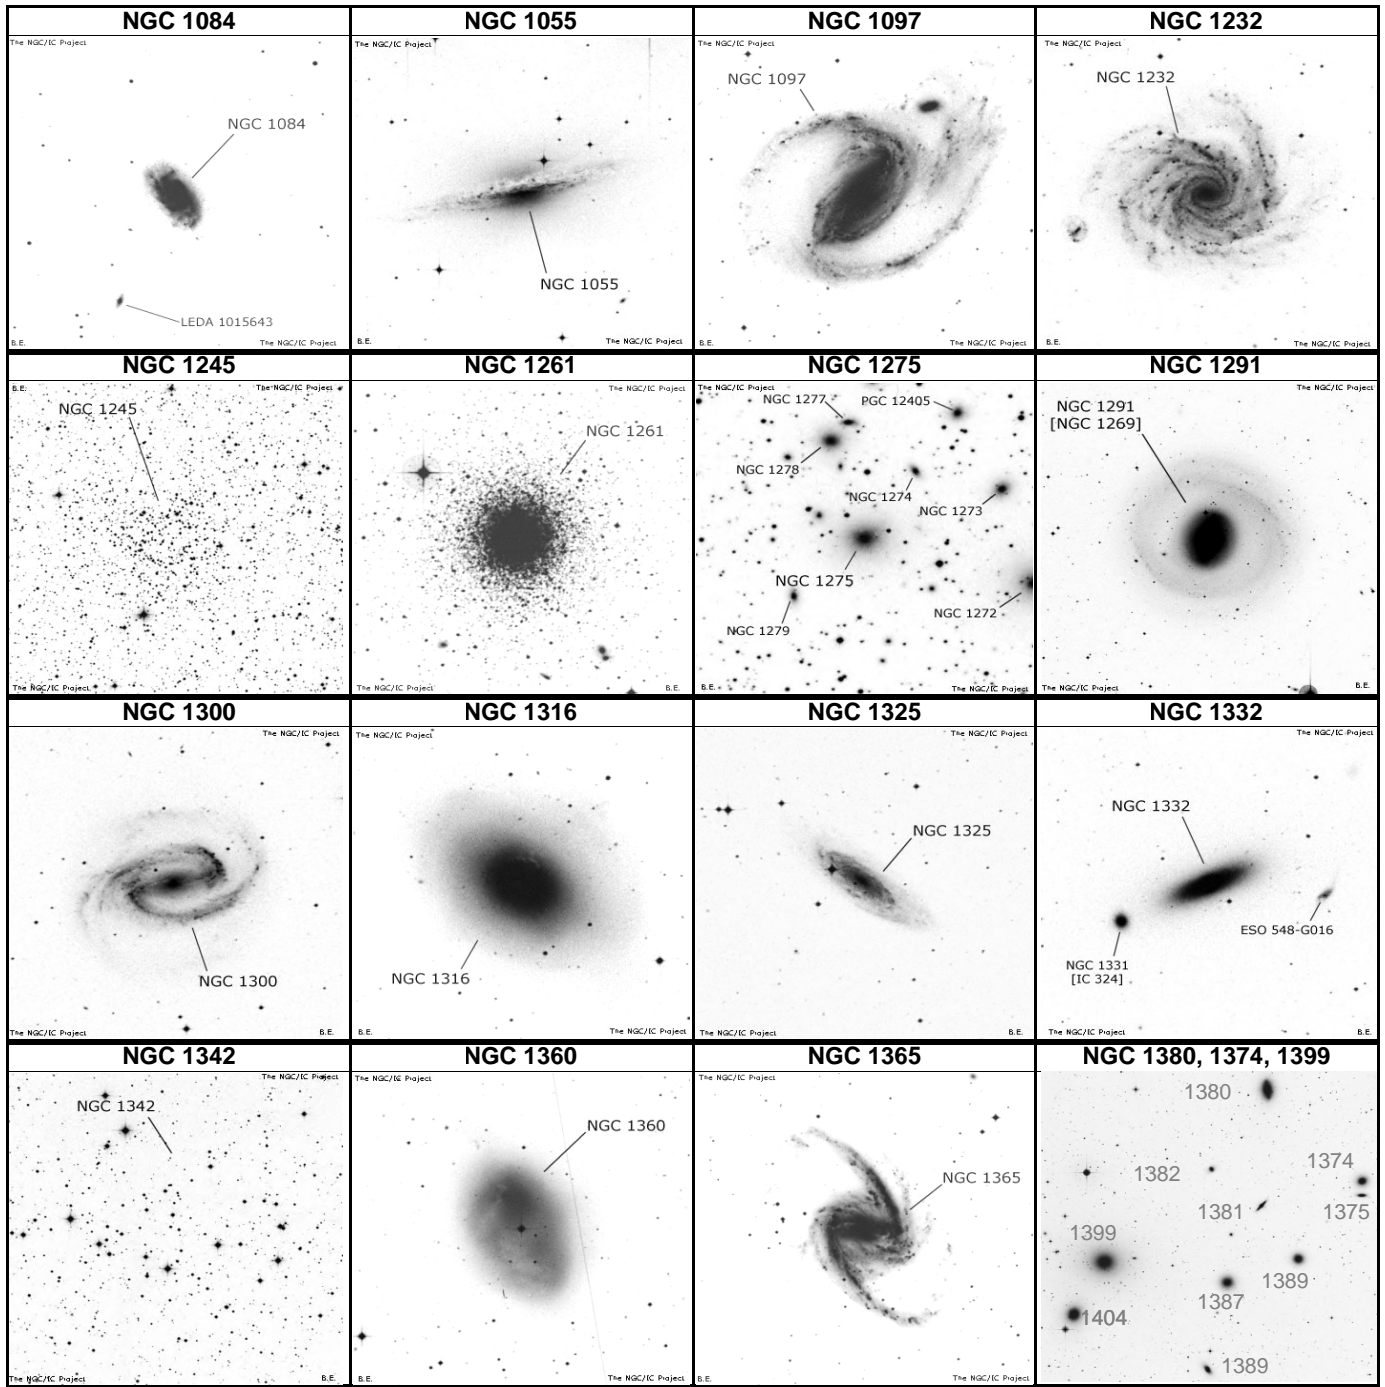 NGC 1084
NGC 1055
NGC 1097
NGC 1232
The NGC/IC Project
NGC 1084
LEDA 1015643
B.E.
The NGC/IC Project
The NGC/IC Project
NGC 1055
B.E.
The NGC/IC Project
The NGC/IC Project
NGC 1097
B.E.
The NGC/IC Project
The NGC/IC Project
NGC 1232
B.E.
The NGC/IC Project
NGC 1245
NGC 1261
NGC 1275
NGC 1291
B.E.
The NGC/IC Project
NGC 1245
The NGC/IC Project
The NGC/IC Project
NGC 1261
The NGC/IC Project
B.E.
NGC 1277
PGC 12405
NGC 1278
NGC 1274
NGC 1273
NGC 1275
NGC 1272
NGC 1279
B.E.
The NGC/IC Project
The NGC/IC Project
NGC 1291
[NGC 1269]
The NGC/IC Project
B.E.
NGC 1300
NGC 1316
NGC 1325
NGC 1332
The NGC/IC Project
NGC 1300
The NGC/IC Project
B.E.
The NGC/IC Project
NGC 1316
B.E.
The NGC/IC Project
The NGC/IC Project
NGC 1325
The NGC/IC Project
B.E.
The NGC/IC Project
NGC 1332
ESO 548-G016
NGC 1331
[IC 324]
The NGC/IC Project
B.E.
NGC 1342
NGC 1360
NGC 1365
NGC 1380, 1374, 1399
The NGC/IC Project
NGC 1342
The NGC/IC Project
B.E.
The NGC/IC Project
NGC 1360
B.E.
The NGC/IC Project
The NGC/IC Project
NGC 1365
B.E.
The NGC/IC Project
1380
1374
1382
1375
1381
1399
1389
1387
1404
1389